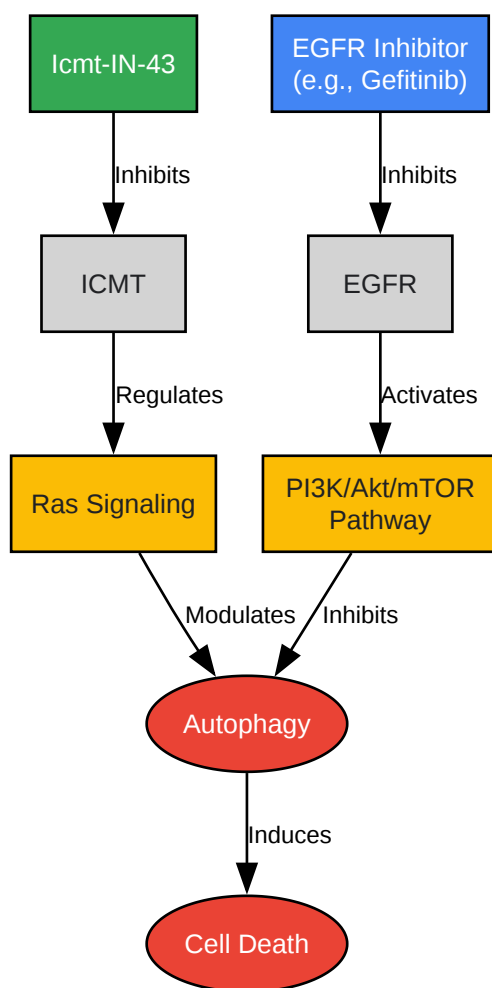 Icmt-IN-43
EGFR Inhibitor
(e.g., Gefitinib)
Inhibits
Inhibits
ICMT
EGFR
Regulates
Activates
Ras Signaling
PI3K/Akt/mTOR
Pathway
Modulates
Inhibits
Autophagy
Induces
Cell Death